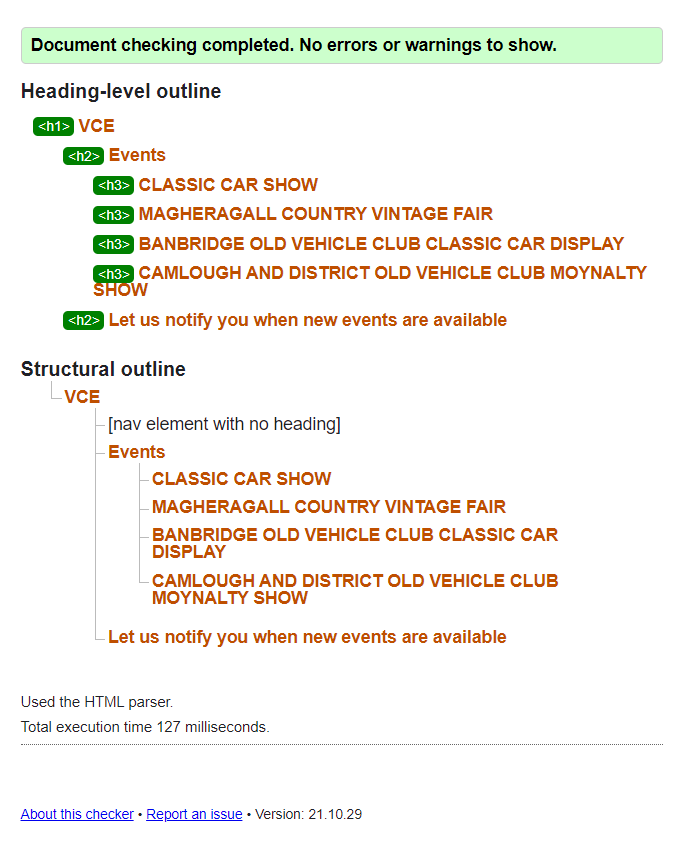 Document checking completed. No errors or warnings to show.
Heading-level outline
<h1> VCE
<h2> Events
<h3> CLASSIC CAR SHOW
<h3> MAGHERAGALL COUNTRY VINTAGE FAIR
<h3> BANBRIDGE OLD VEHICLE CLUB CLASSIC CAR DISPLAY
<h3> CAMLOUGH AND DISTRICT OLD VEHICLE CLUB MOYNALTY
SHOW
<h2> Let us notify you when new events are available
Structural outline
VCE
[nav element with no heading]
Events
CLASSIC CAR SHOW
MAGHERAGALL COUNTRY VINTAGE FAIR
BANBRIDGE OLD VEHICLE CLUB CLASSIC CAR
DISPLAY
CAMLOUGH AND DISTRICT OLD VEHICLE CLUB
MOYNALTY SHOW
Let us notify you when new events are available
Used the HTML parser.
Total execution time 127 milliseconds.
About this checker • Report an issue • Version: 21.10.29